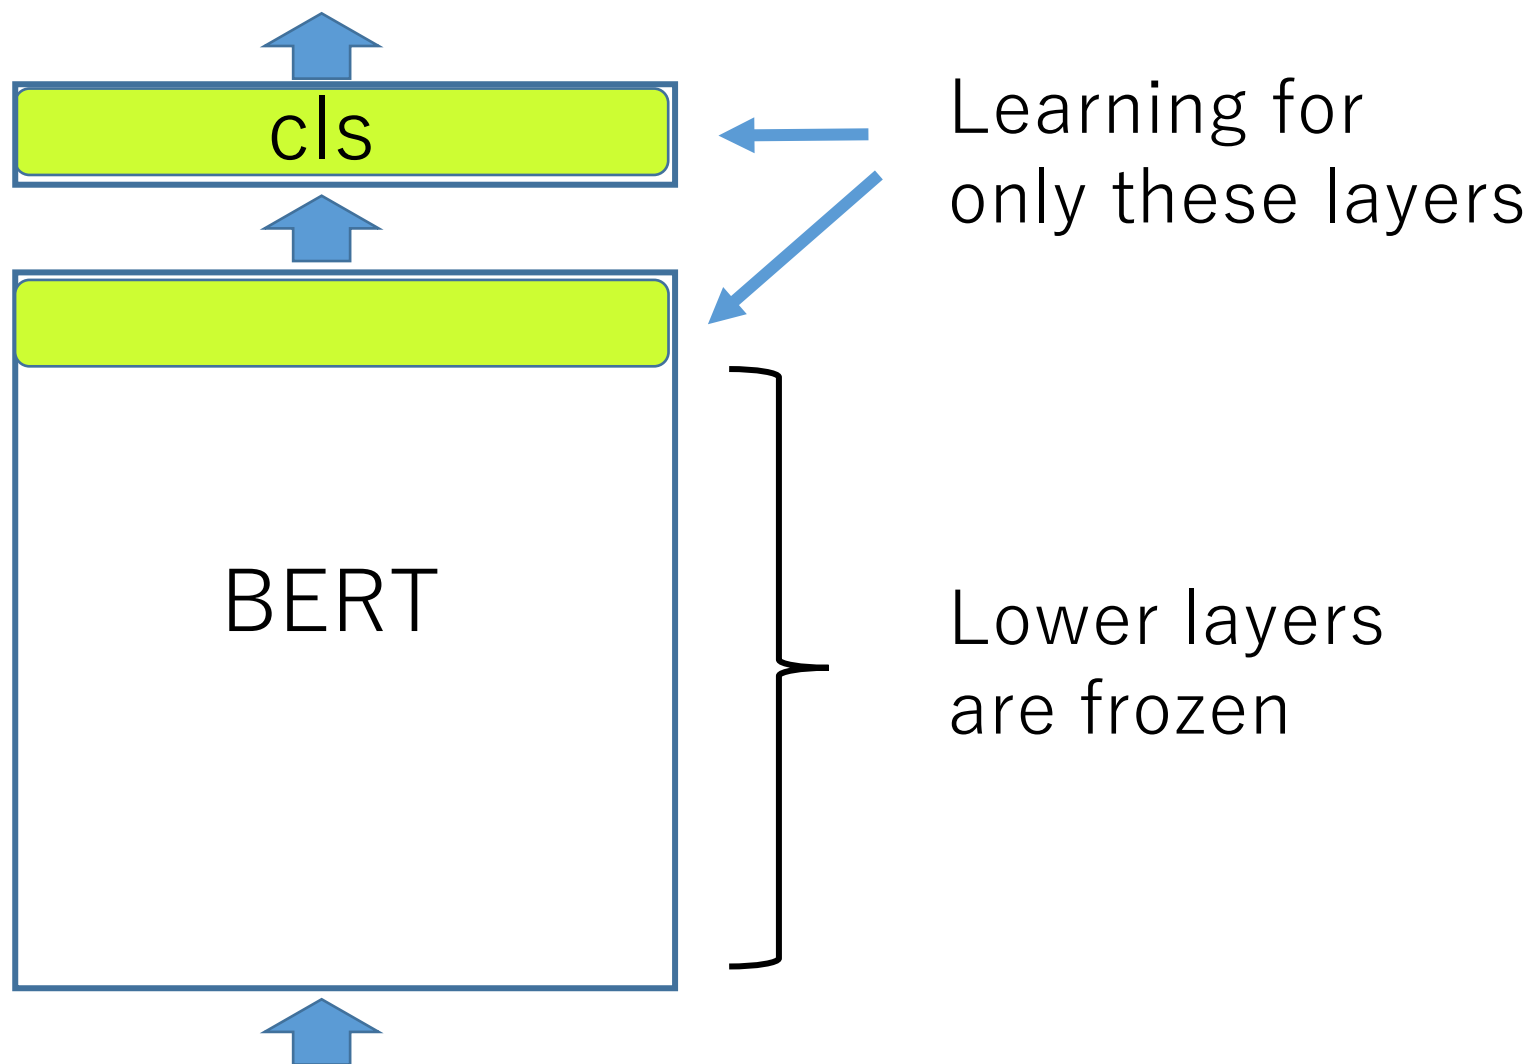 cls
Learning for
only these layers
BERT
Lower layers
are frozen